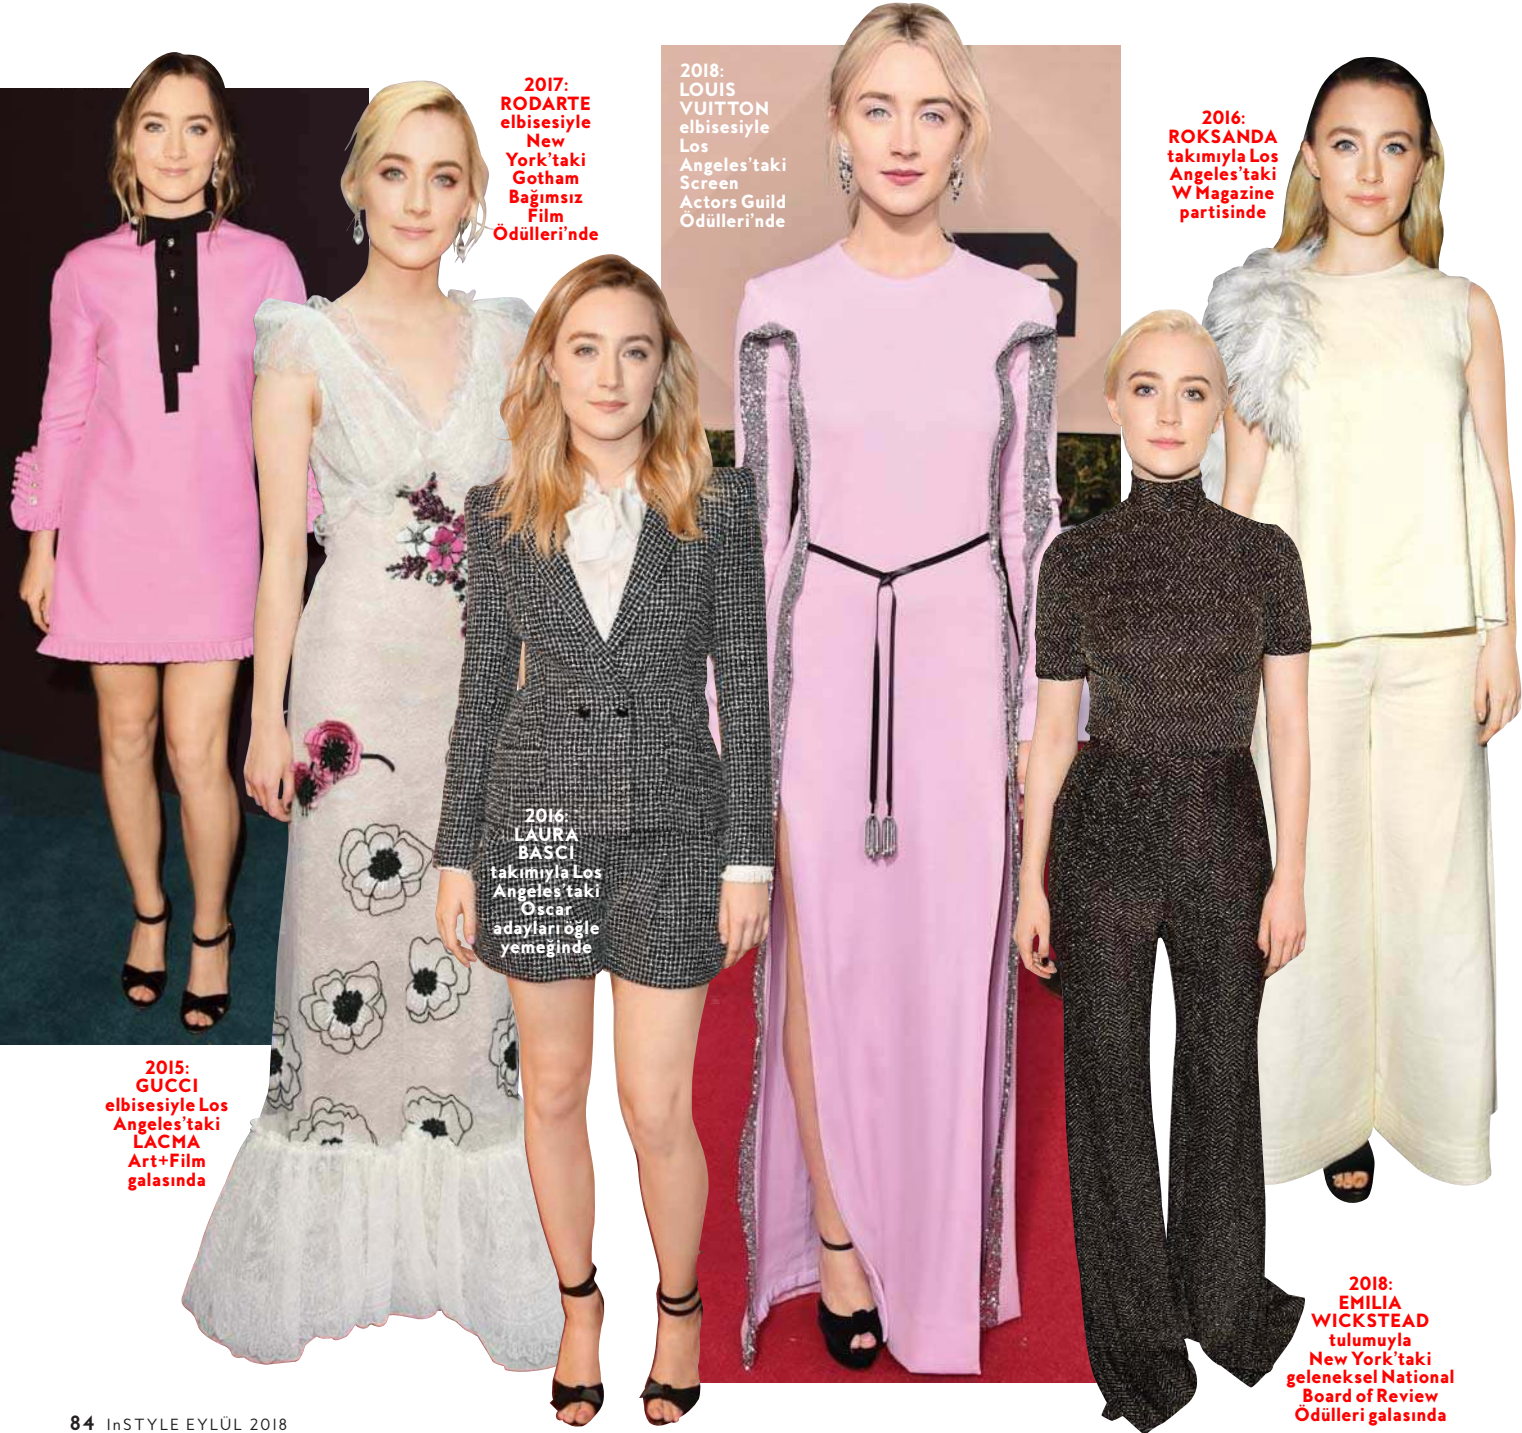 2017:
RODARTE
elbisesiyle
New
York'taki
Gotham
Bağımsız
Film
Ödülleri'nde
2018:
LOUIS
VUITTON
elbisesiyle
Los
Angeles'taki
Screen
Actors Guild
Ödülleri'nde
2016:
ROKSANDA
takımıyla Los
Angeles'taki
W Magazine
partisinde
2016:
LAURA
BASCI
takımıyla Los
Angeles'taki
Oscar
adayları öğle
yemeğinde
2015:
GUCCI
elbisesiyle Los
Angeles'taki
LACMA
Art+Film
galasında
2018:
EMILIA
WICKSTEAD
tulumuyla
New York'taki
geleneksel National
Board of Review
Ödülleri galasında
84 InSTYLE EYLÜL 2018